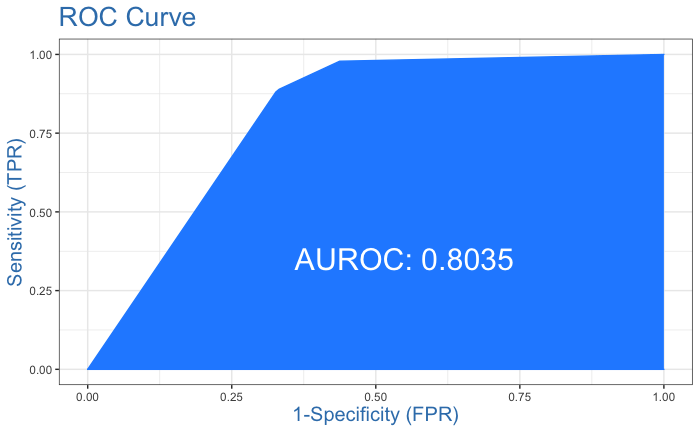 ROC Curve
1.00
0.75
0.50
0.25
0.00
Sensitivity (TPR)
AUROC: 0.8035
0.00 0.25 0.50 0.75 1.00
1-Specificity (FPR)